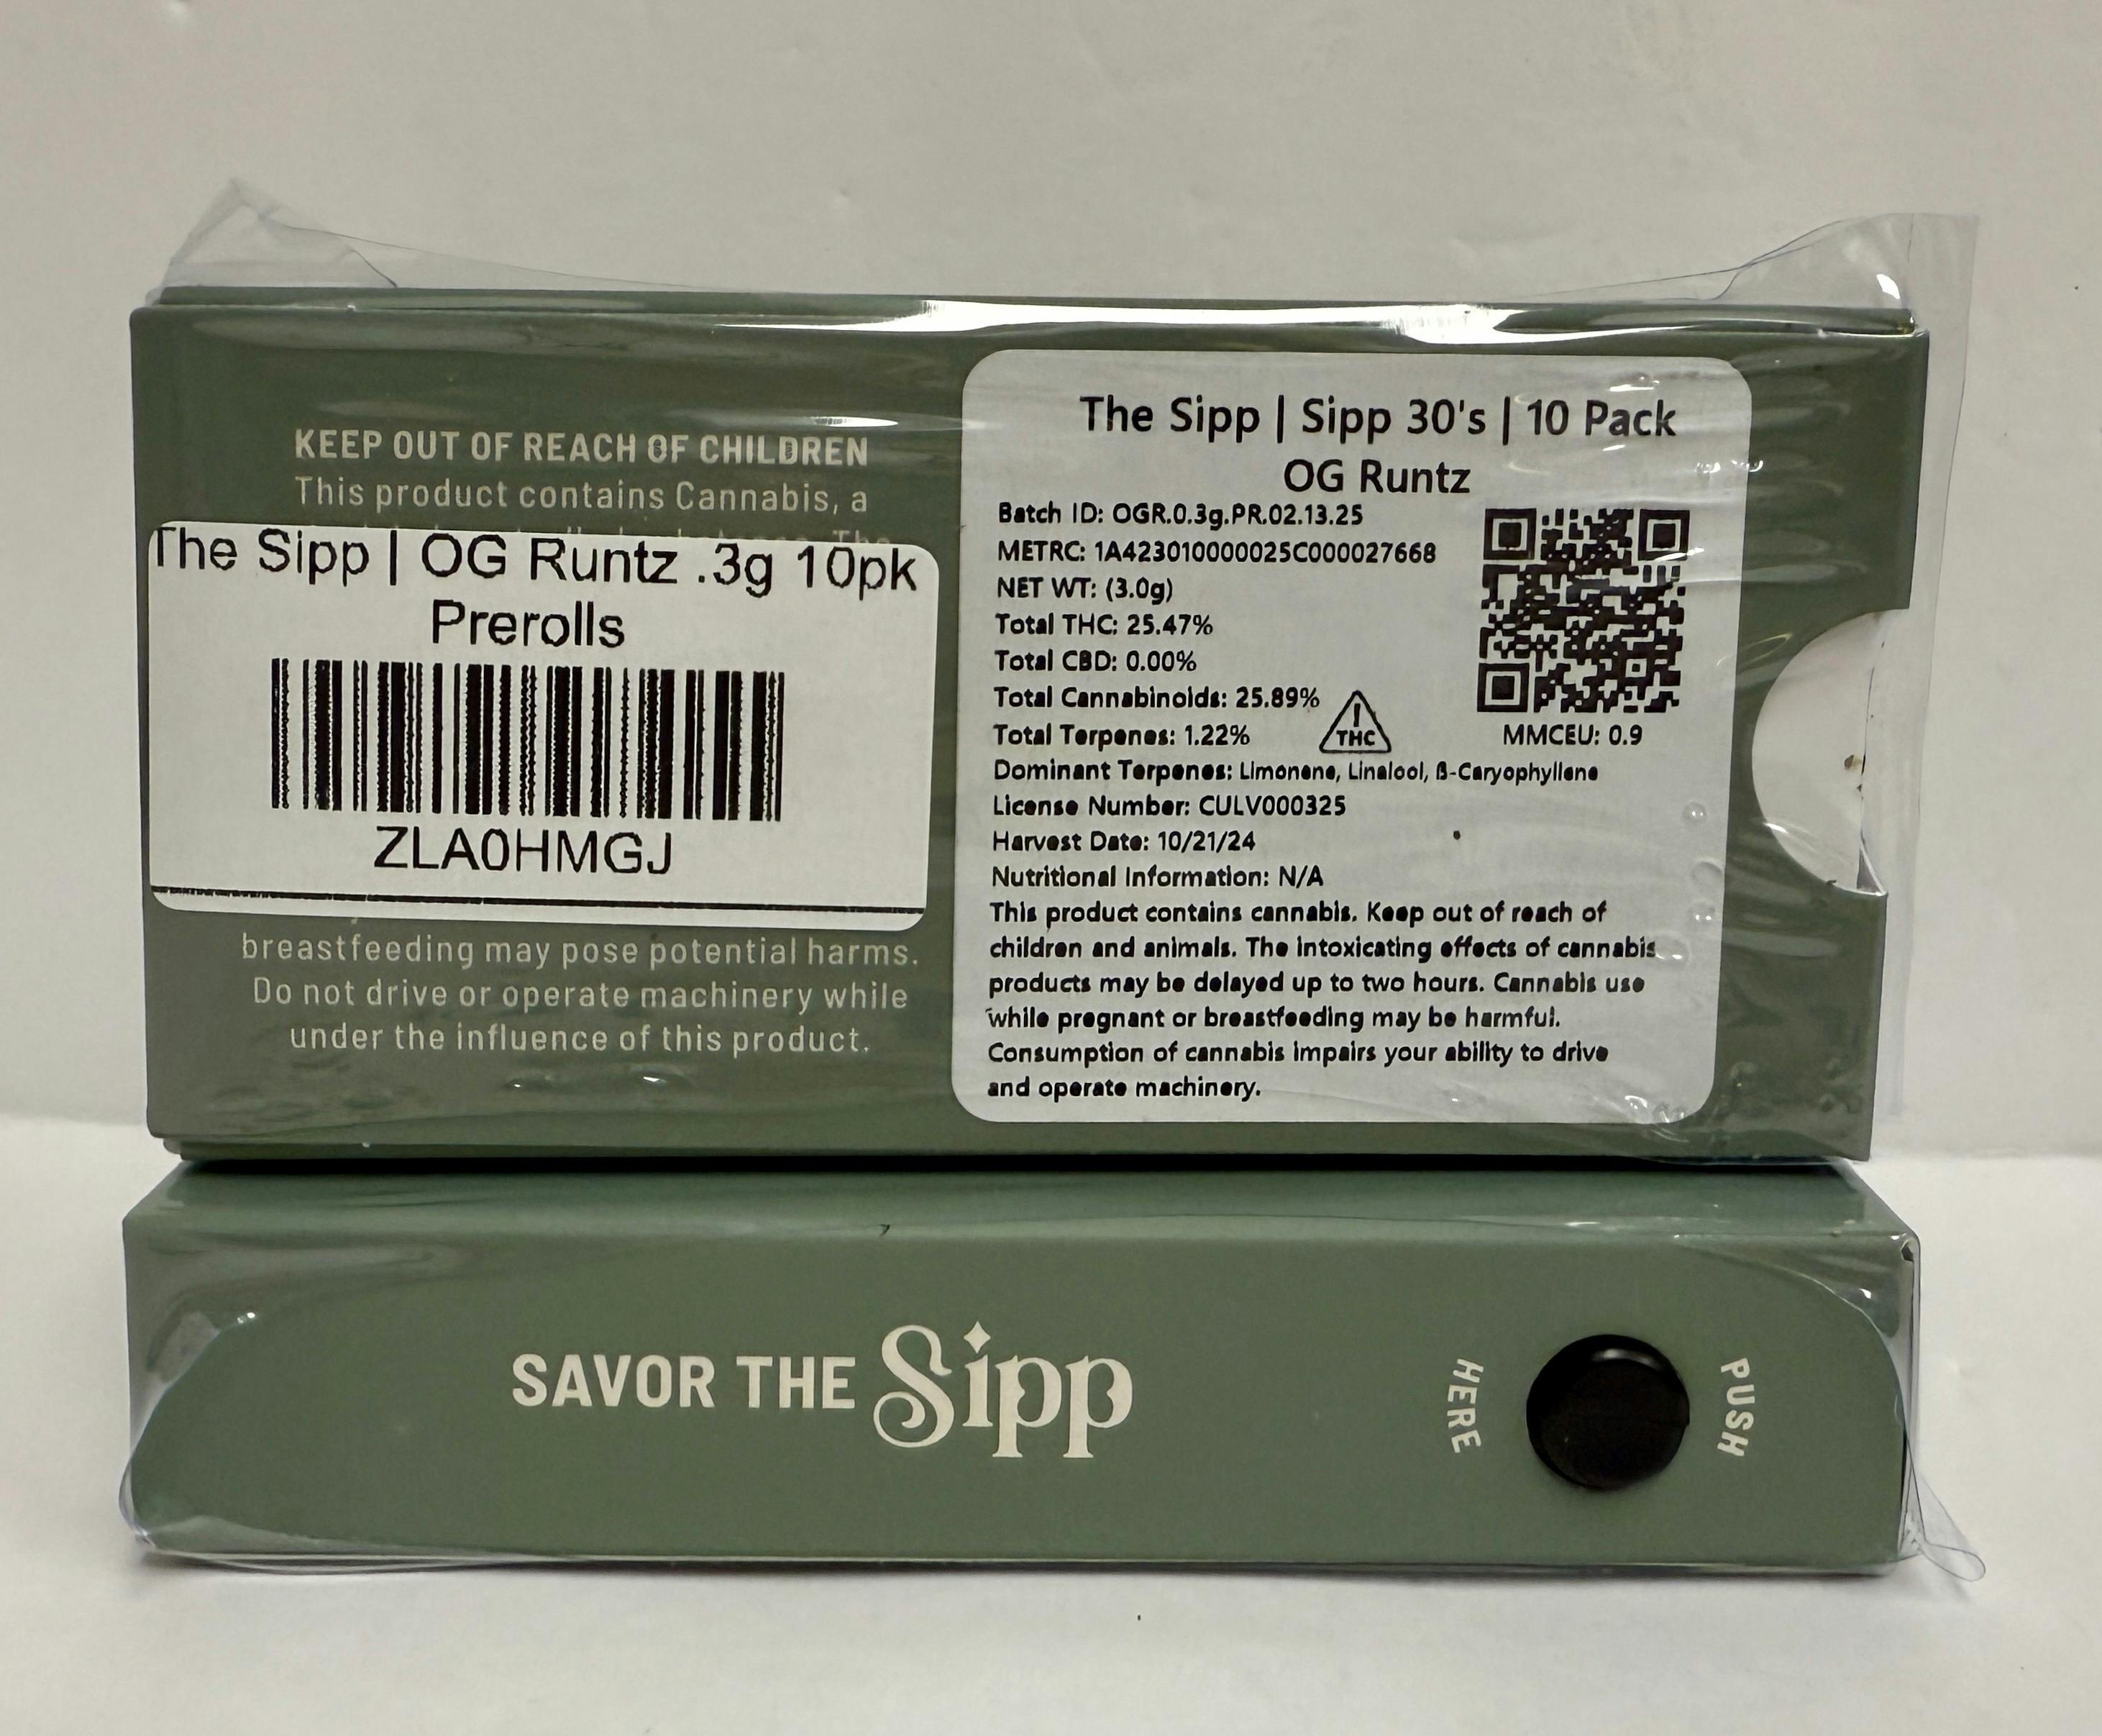 KEEP OUT OF REACH OF CHILDREN
This product contains Cannabis, a
The Sipp | OG Runtz .3g 10pk
Prerolls
ZLA0HMGJ
breastfeeding may pose potential harms.
Do not drive or operate machinery while
under the influence of this product.
The Sipp | Sipp 30's | 10 Pack
OG Runtz
Batch ID: OGR.0.3g.PR.02.13.25
METRC: 1A423010000025C000027668
NET WT: (3.0g)
Total THC: 25.47%
Total CBD: 0.00%
Total Cannabinoids: 25.89%
Total Terpenes: 1.22%
! THC
MMCEU: 0.9
Dominant Terpenes: Limonene, Linalool, ß-Caryophyllene
License Number: CULV000325
Harvest Date: 10/21/24
Nutritional Information: N/A
This product contains cannabis. Keep out of reach of
children and animals. The intoxicating effects of cannabis
products may be delayed up to two hours. Cannabis use
while pregnant or breastfeeding may be harmful.
Consumption of cannabis impairs your ability to drive
and operate machinery.
SAVOR THE Sipp
HERE
PUSH